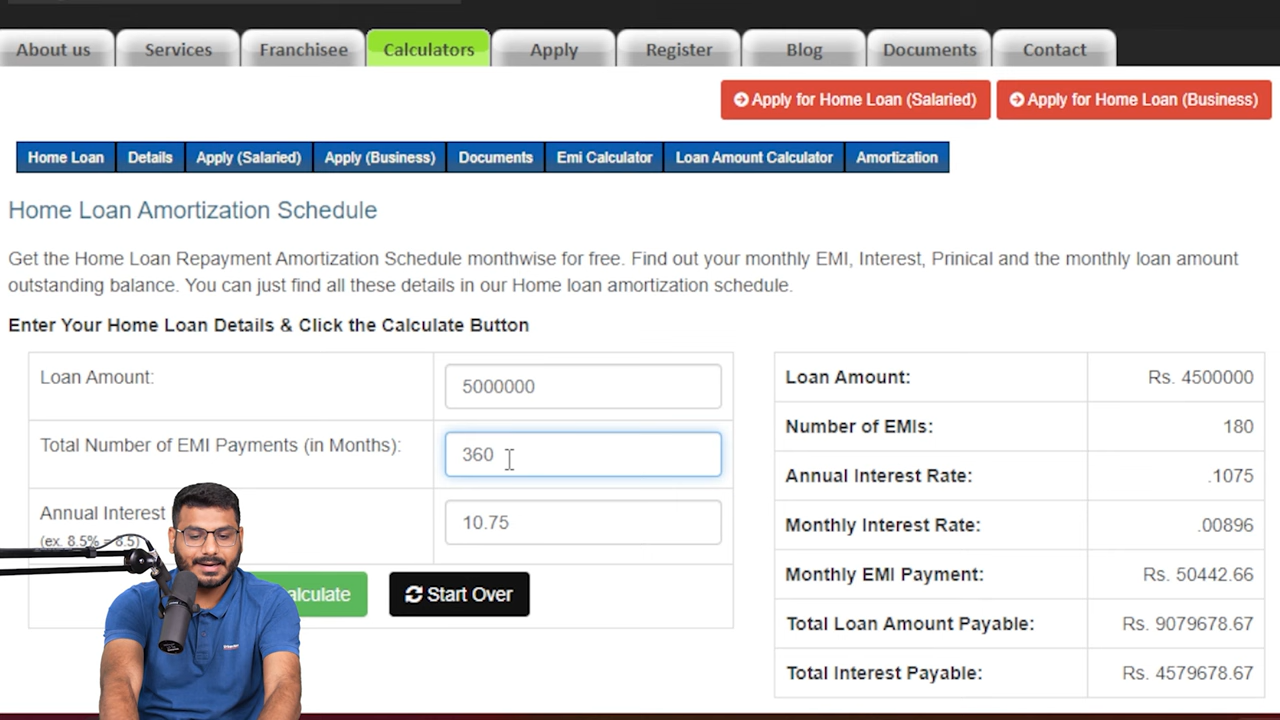 About us Services Franchisee Calculators Apply Register Blog Documents Contact
Apply for Home Loan (Salaried) Apply for Home Loan (Business)
Home Loan Details Apply (Salaried) Apply (Business) Documents Emi Calculator Loan Amount Calculator Amortization
Home Loan Amortization Schedule
Get the Home Loan Repayment Amortization Schedule monthwise for free. Find out your monthly EMI, Interest, Prinical and the monthly loan amount
outstanding balance. You can just find all these details in our Home loan amortization schedule.
Enter Your Home Loan Details & Click the Calculate Button
Loan Amount: 5000000
Total Number of EMI Payments (in Months): 360
Annual Interest 10.75
(ex. 8.5% = 8.5)
alculate Start Over
Loan Amount: Rs. 4500000
Number of EMIs: 180
Annual Interest Rate: .1075
Monthly Interest Rate: .00896
Monthly EMI Payment: Rs. 50442.66
Total Loan Amount Payable: Rs. 9079678.67
Total Interest Payable: Rs. 4579678.67